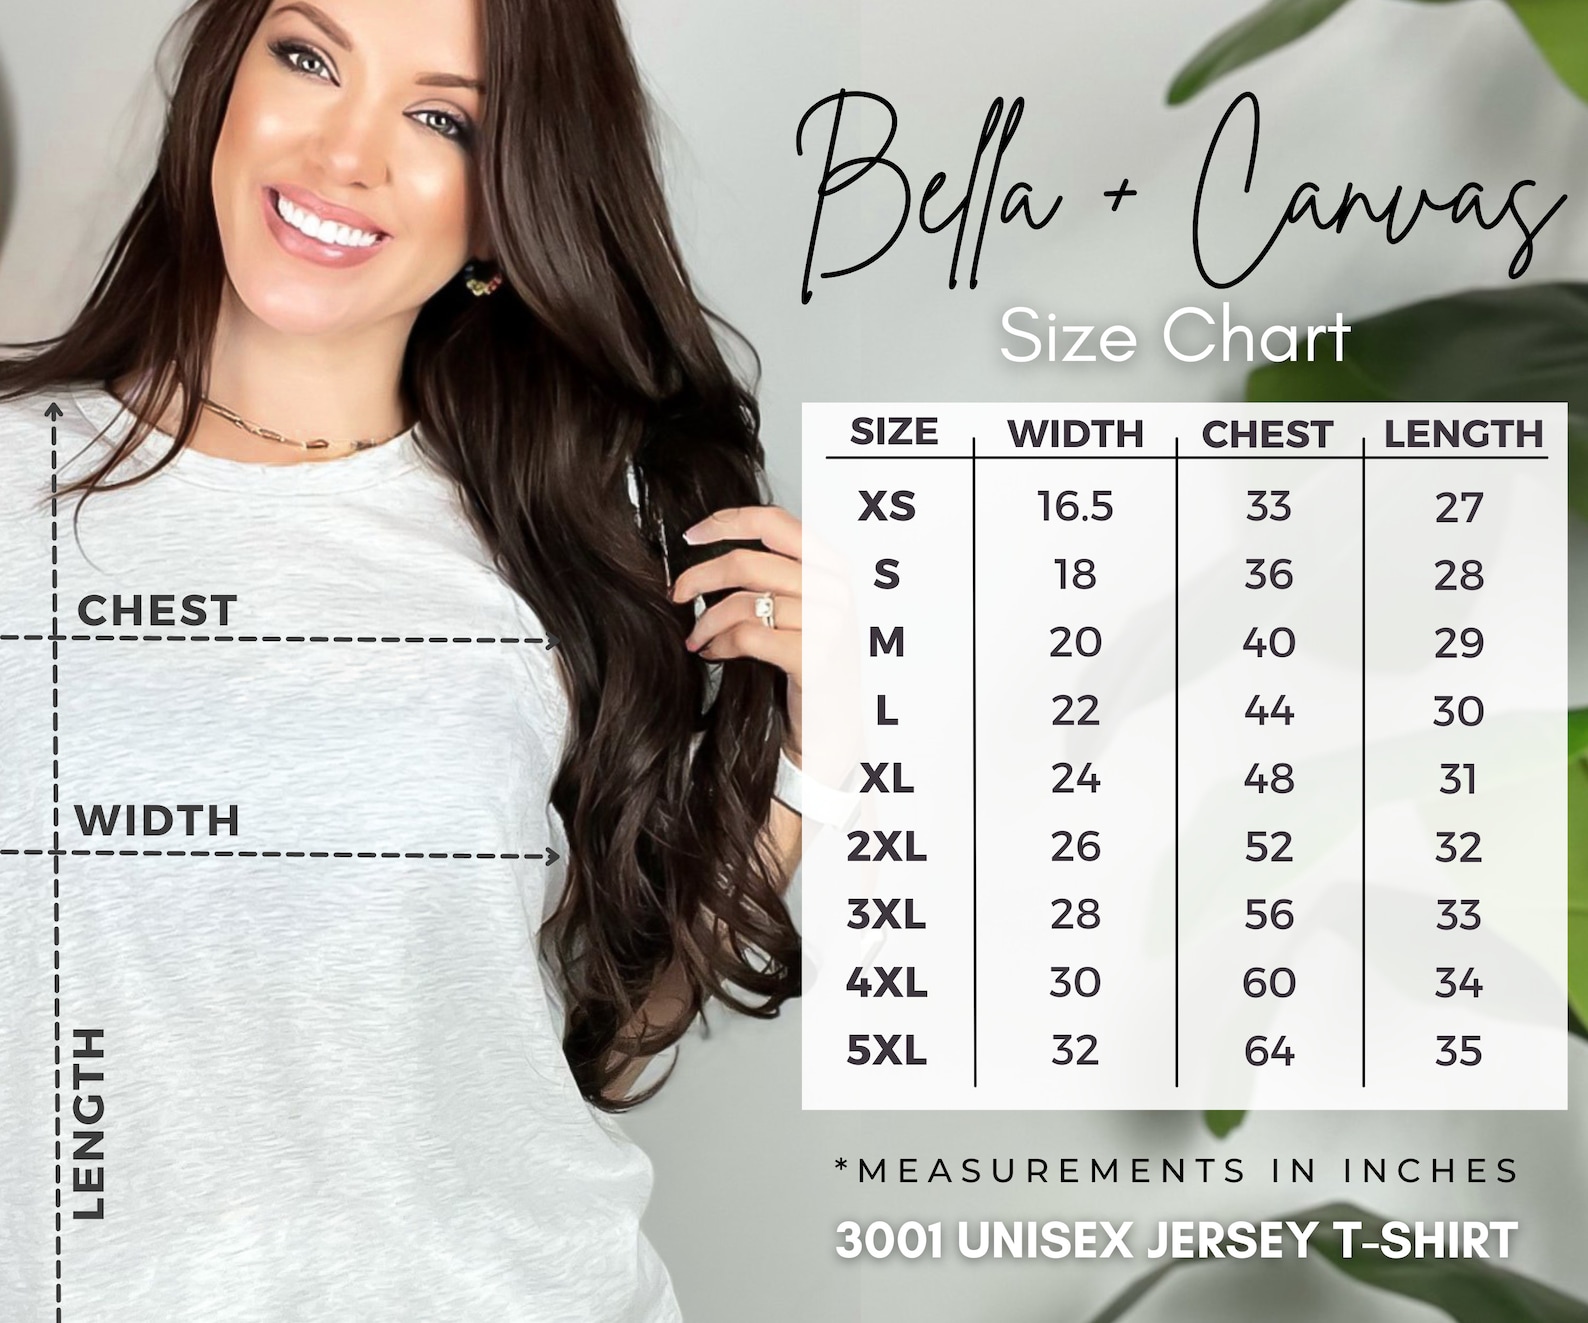 Bella + Canvas
Size Chart
SIZE WIDTH CHEST LENGTH
XS 16.5 33 27
S 18 36 28
M 20 40 29
L 22 44 30
XL 24 48 31
2XL 26 52 32
3XL 28 56 33
4XL 30 60 34
5XL 32 64 35
*MEASUREMENTS IN INCHES
3001 UNISEX JERSEY T-SHIRT
CHEST
WIDTH
LENGTH